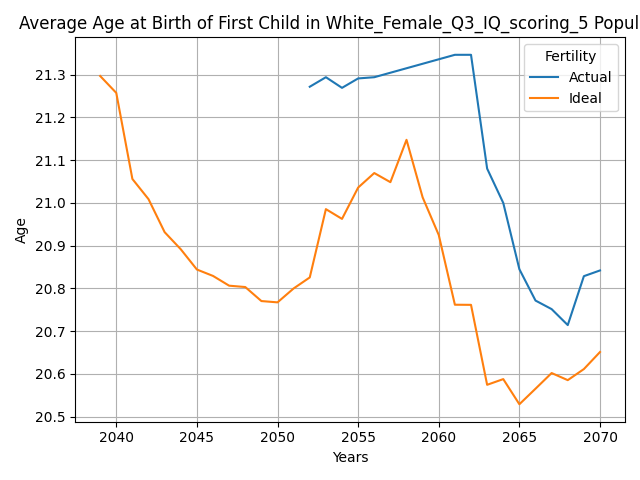 Average Age at Birth of First Child in White_Female_Q3_IQ_scoring_5 Popul
Fertility
Actual
Ideal
21.3
21.2
21.1
21.0
20.9
20.8
20.7
20.6
20.5
Age
2040 2045 2050 2055 2060 2065 2070
Years